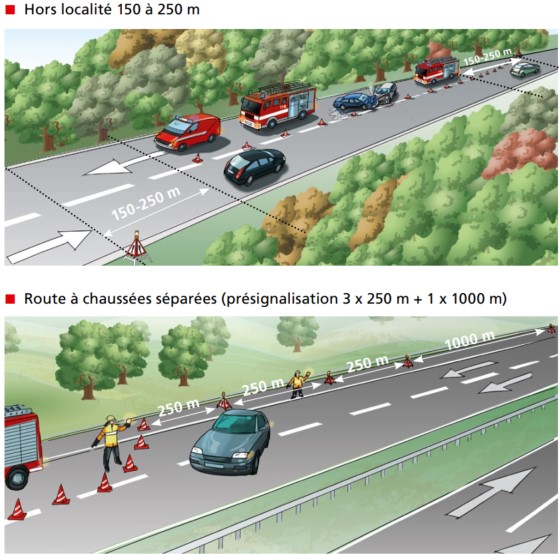 Hors localité 150 à 250 m
150-250 m
150-250 m
Route à chaussées séparées (présignalisation 3 x 250 m + 1 x 1000 m)
1000 m
250 m
250 m
250 m